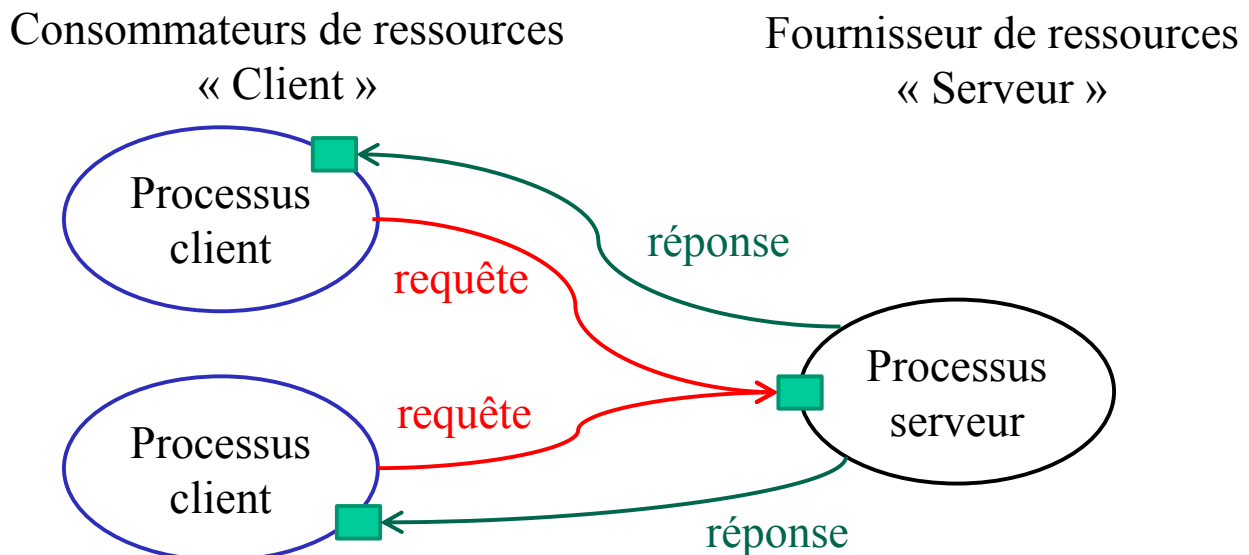 Consommateurs de ressources
« Client »
Fournisseur de ressources
« Serveur »
Processus
client
réponse
requête
Processus
serveur
requête
Processus
client
réponse